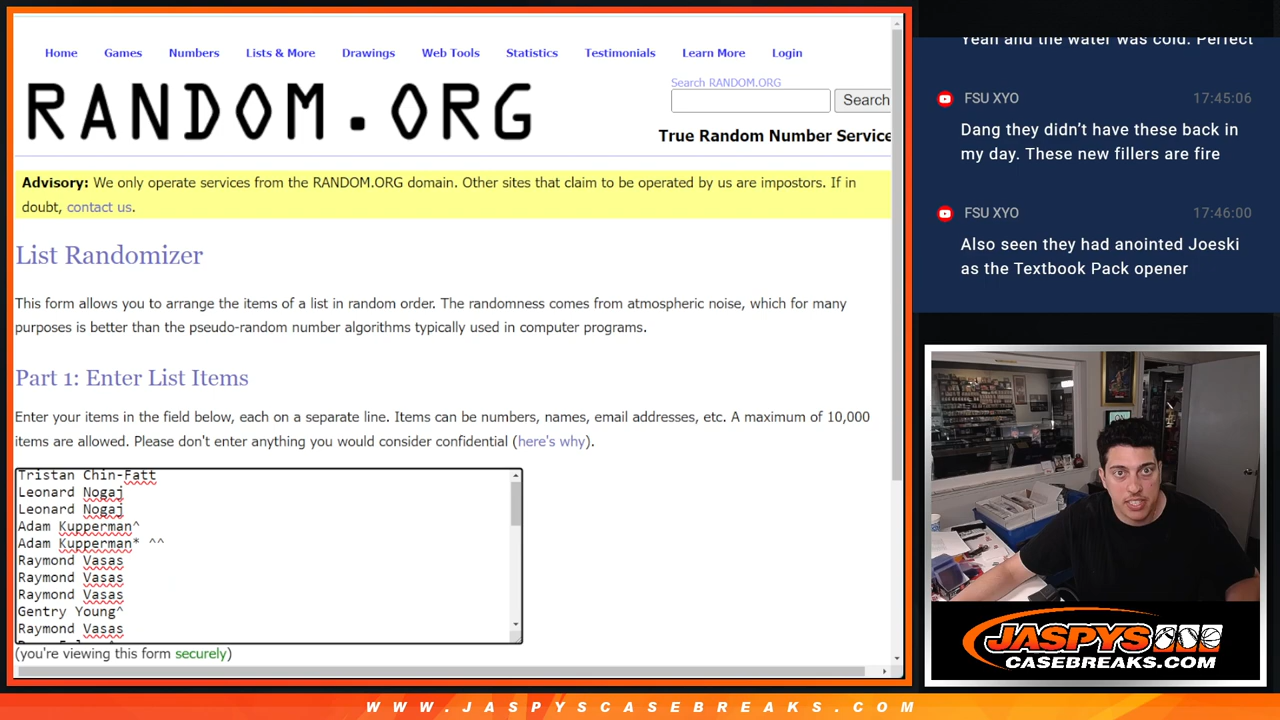 Home Games Numbers Lists & More Drawings Web Tools Statistics Testimonials Learn More Login
RANDOM.ORG
Search RANDOM.ORG
Search
True Random Number Service
Advisory: We only operate services from the RANDOM.ORG domain. Other sites that claim to be operated by us are impostors. If in
doubt, contact us.
List Randomizer
This form allows you to arrange the items of a list in random order. The randomness comes from atmospheric noise, which for many
purposes is better than the pseudo-random number algorithms typically used in computer programs.
Part 1: Enter List Items
Enter your items in the field below, each on a separate line. Items can be numbers, names, email addresses, etc. A maximum of 10,000
items are allowed. Please don't enter anything you would consider confidential (here's why).
Tristan Chin-Fatt
Leonard Nogaj
Leonard Nogaj
Adam Kupperman^
Adam Kupperman* ^^
Raymond Vasas
Raymond Vasas
Raymond Vasas
Gentry Young^
Raymond Vasas
(you're viewing this form securely)
Yeah and the water was cold. Perfect
FSU XYO 17:45:06
Dang they didn't have these back in
my day. These new fillers are fire
FSU XYO 17:46:00
Also seen they had anointed Joeski
as the Textbook Pack opener
JASPYS
CASEBREAKS.COM
WWW.JASPYSCASEBREAKS.COM